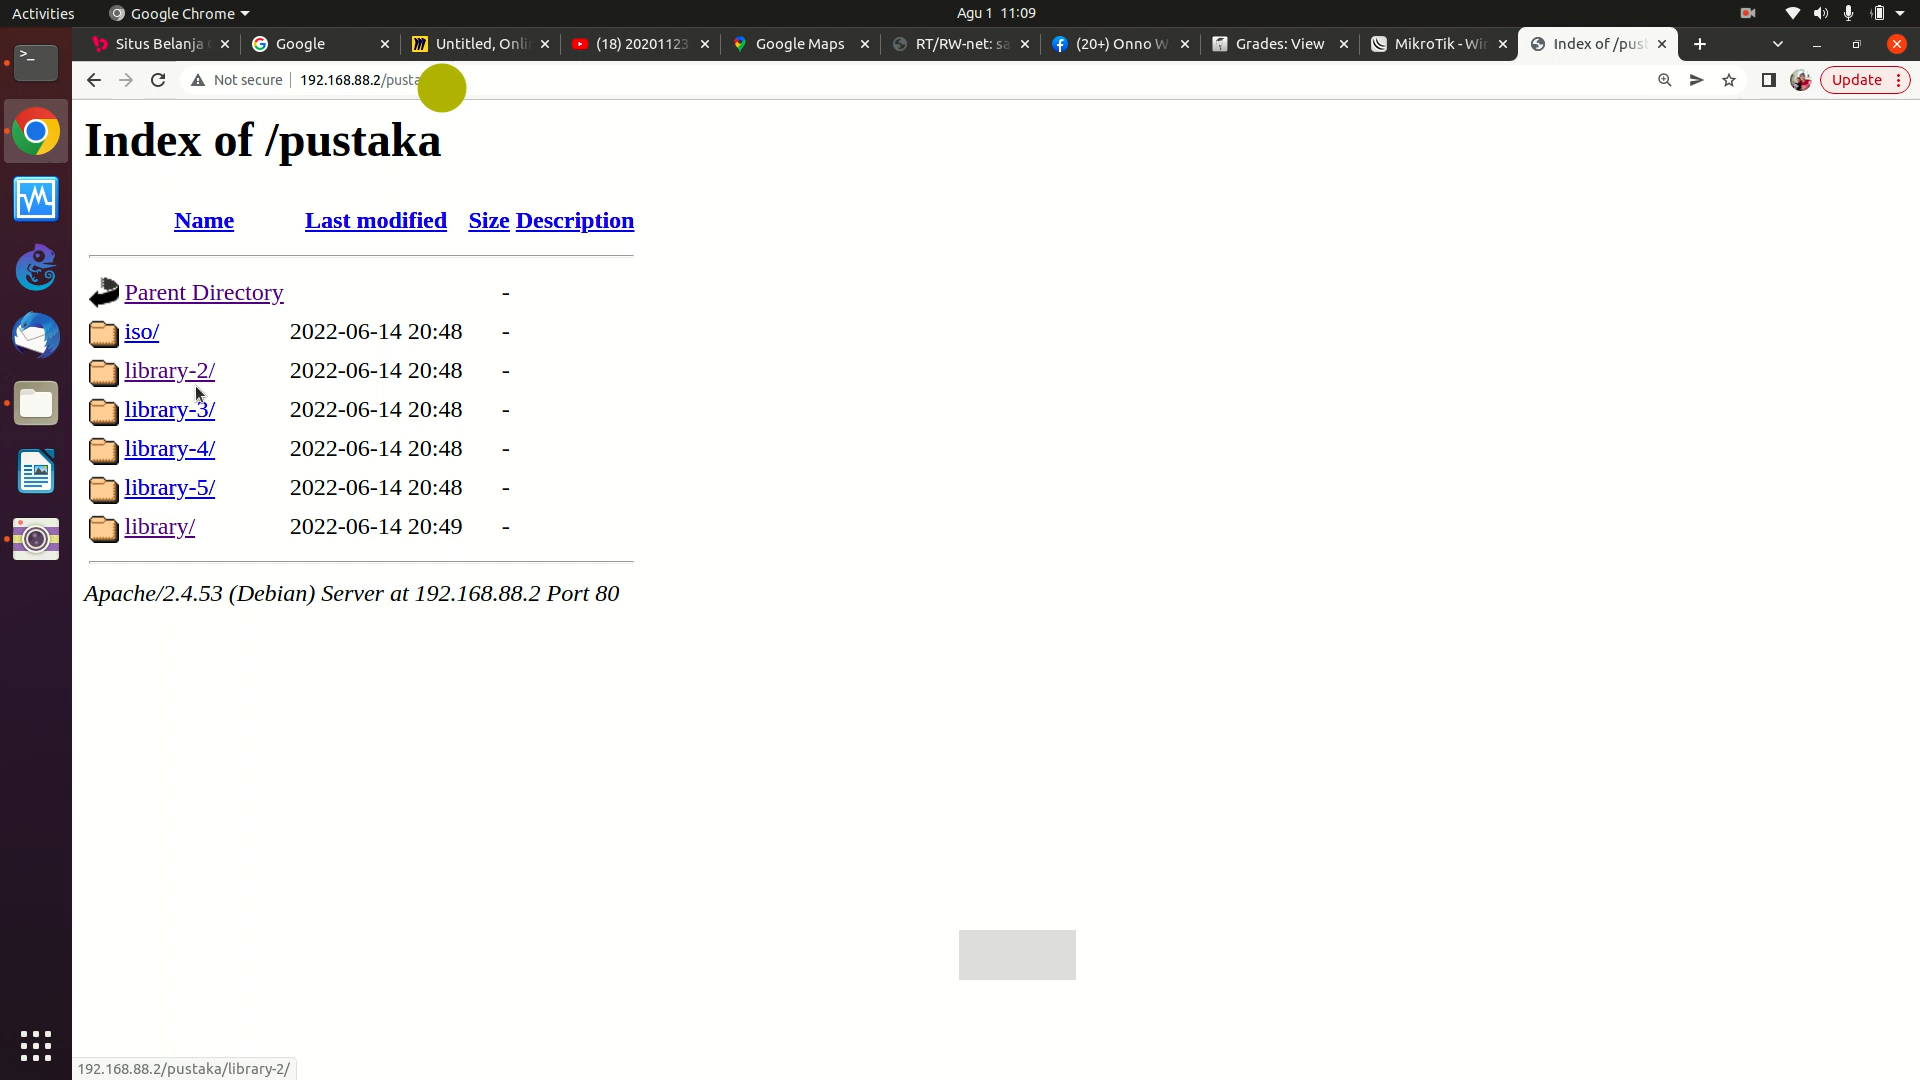 Activities Google Chrome Agu 1 11:09
Situs Belanja Google Untitled, Onli (18) 20201123 Google Maps RT/RW-net: sa (20+) Onno W Grades: View MikroTik - Wi Index of /pus
Not secure 192.168.88.2/pusta Update
Index of /pustaka
Name Last modified Size Description
Parent Directory -
iso/ 2022-06-14 20:48 -
library-2/ 2022-06-14 20:48 -
library-3/ 2022-06-14 20:48 -
library-4/ 2022-06-14 20:48 -
library-5/ 2022-06-14 20:48 -
library/ 2022-06-14 20:49 -
Apache/2.4.53 (Debian) Server at 192.168.88.2 Port 80
192.168.88.2/pustaka/library-2/